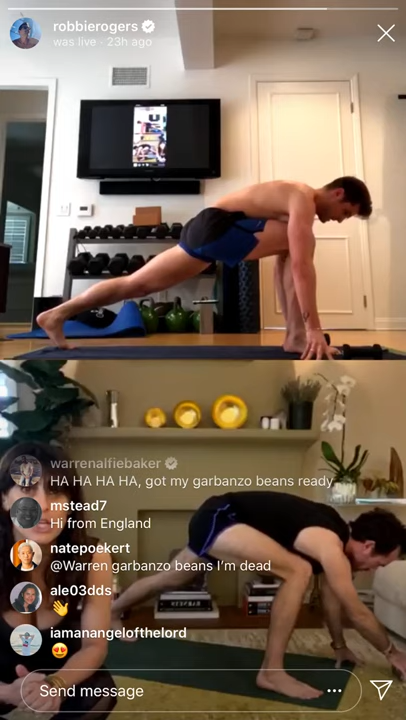 robbierogers
was live · 23h ago
warrenalfiebaker
HA HA HA HA, got my garbanzo beans ready
mstead7
Hi from England
natepoekert
@Warren garbanzo beans I'm dead
ale03dds
👋
iamanangelofthelord
😍
Send message